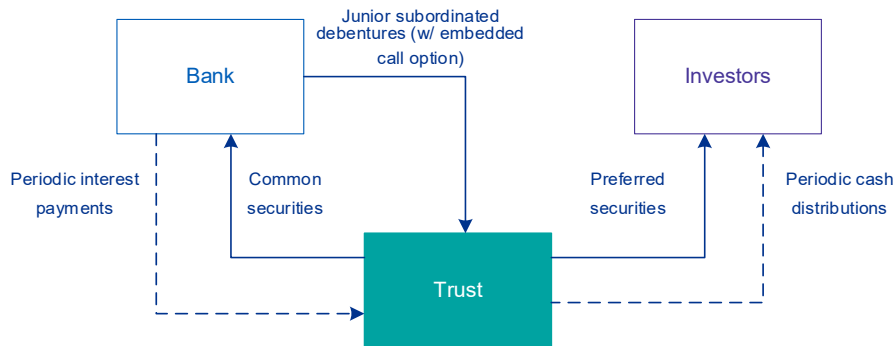 Junior subordinated
debentures (w/ embedded
call option)
Bank
Investors
Periodic interest
payments
Common
securities
Preferred
securities
Periodic cash
distributions
Trust